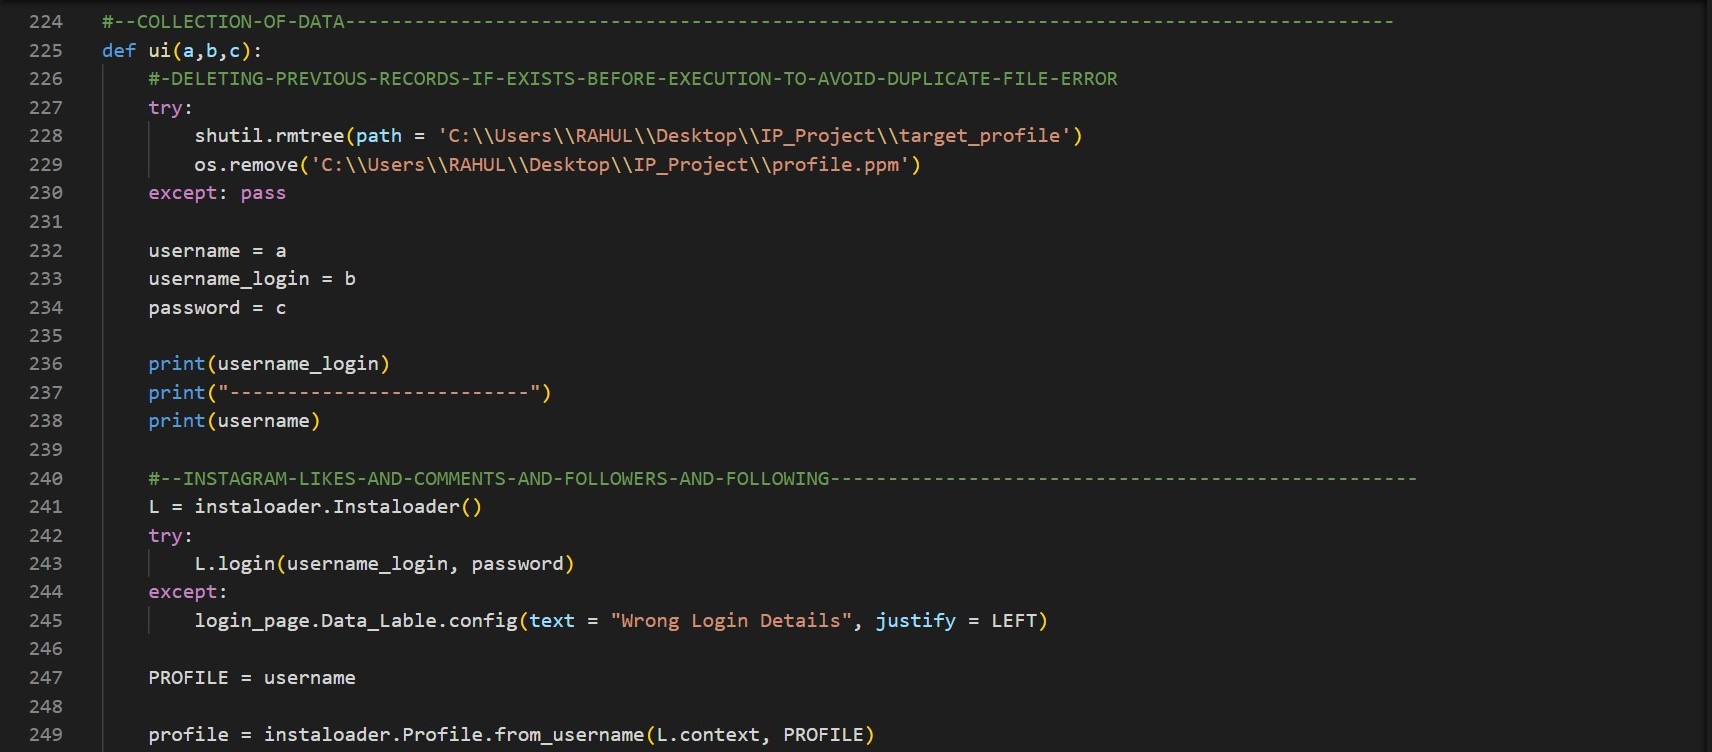 224 #--COLLECTION-OF-DATA-------------------------------------------------------------------------------------------
225 def ui(a,b,c):
226     #-DELETING-PREVIOUS-RECORDS-IF-EXISTS-BEFORE-EXECUTION-TO-AVOID-DUPLICATE-FILE-ERROR
227     try:
228         shutil.rmtree(path = 'C:\\Users\\RAHUL\\Desktop\\IP_Project\\target_profile')
229         os.remove('C:\\Users\\RAHUL\\Desktop\\IP_Project\\profile.ppm')
230     except: pass
231
232     username = a
233     username_login = b
234     password = c
235
236     print(username_login)
237     print("--------------------------")
238     print(username)
239
240     #--INSTAGRAM-LIKES-AND-COMMENTS-AND-FOLLOWERS-AND-FOLLOWING---------------------------------------------------
241     L = instaloader.Instaloader()
242     try:
243         L.login(username_login, password)
244     except:
245         login_page.Data_Lable.config(text = "Wrong Login Details", justify = LEFT)
246
247     PROFILE = username
248
249     profile = instaloader.Profile.from_username(L.context, PROFILE)